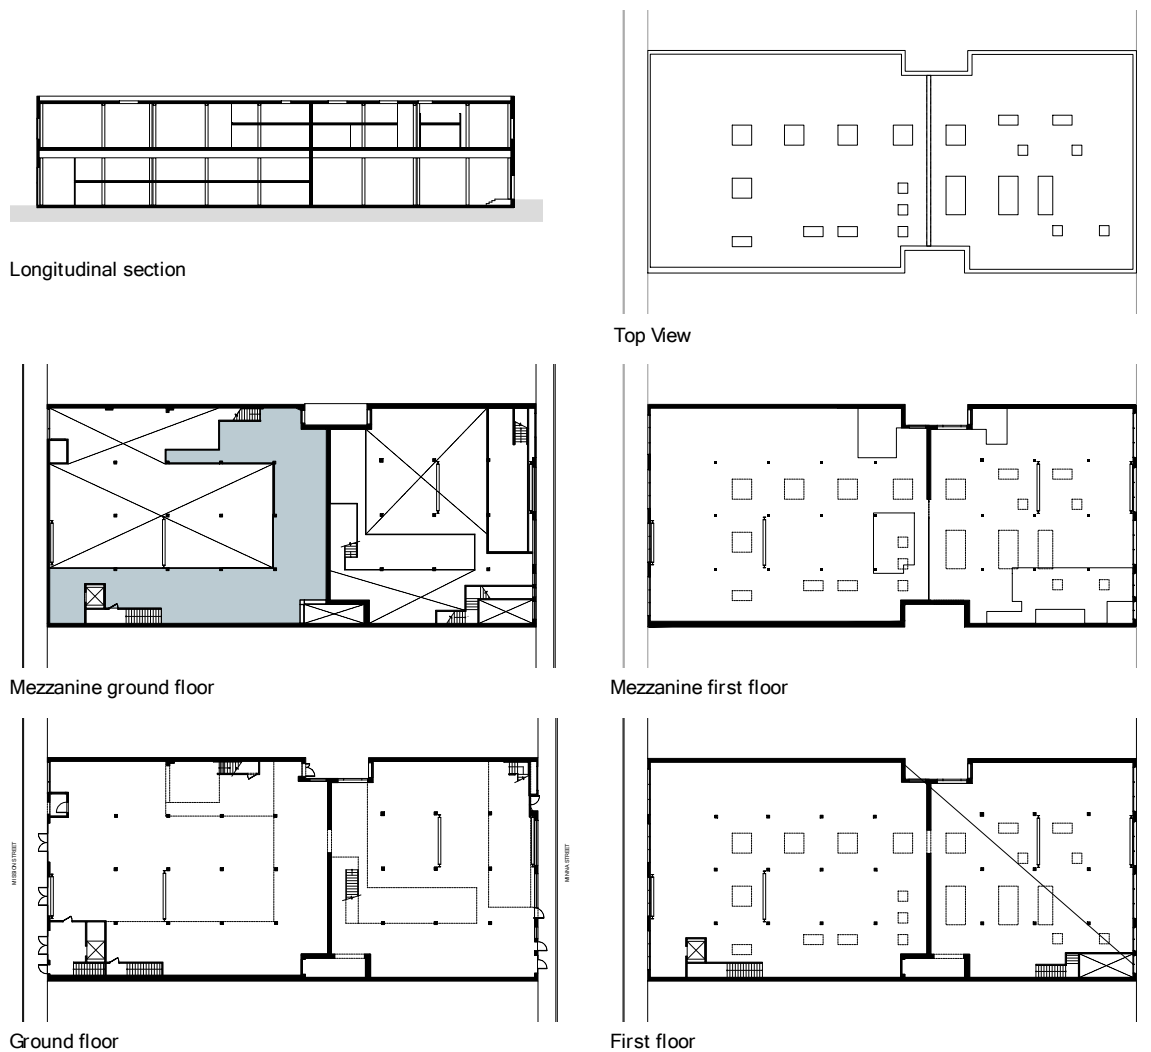 Longitudinal section
Top View
Mezzanine ground floor
Mezzanine first floor
MISSION STREET
MINNA STREET
Ground floor
First floor